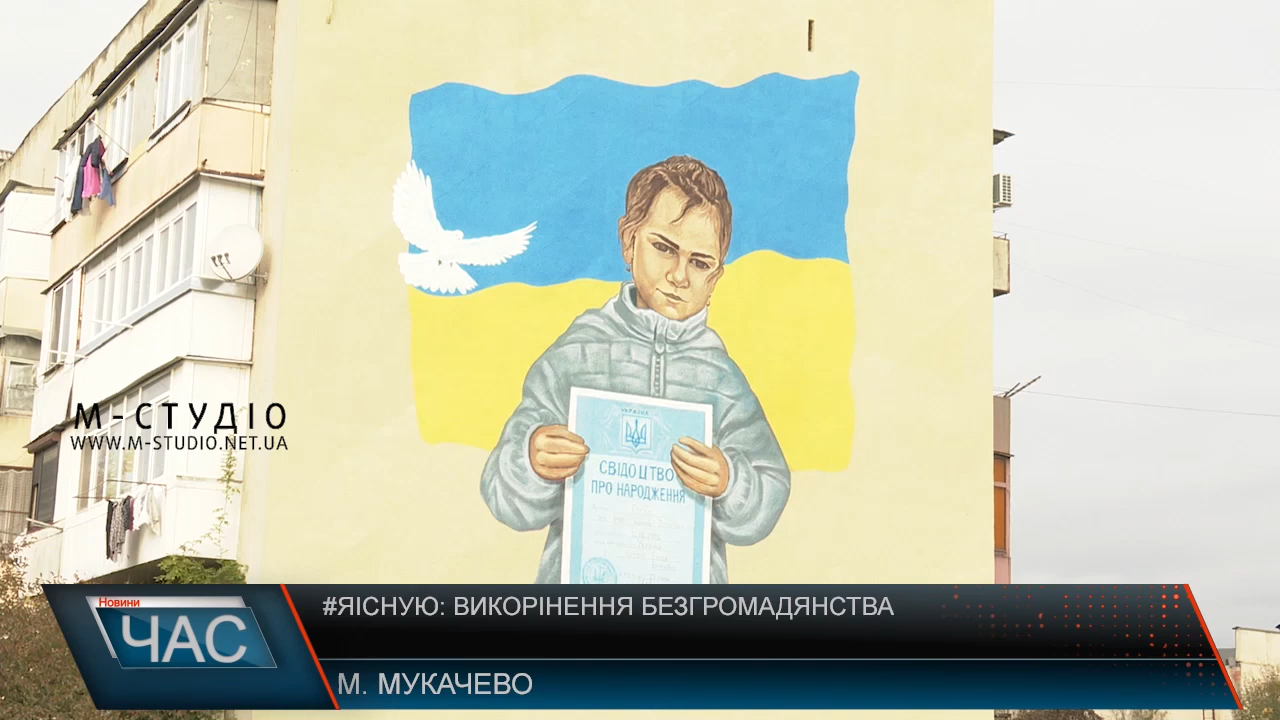 УКРАЇНА
СВІДОЦТВО
ПРО НАРОДЖЕННЯ
М-СТУДІО
WWW.M-STUDIO.NET.UA
Новини
ЧАС
#ЯІСНУЮ: ВИКОРІНЕННЯ БЕЗГРОМАДЯНСТВА
М. МУКАЧЕВО